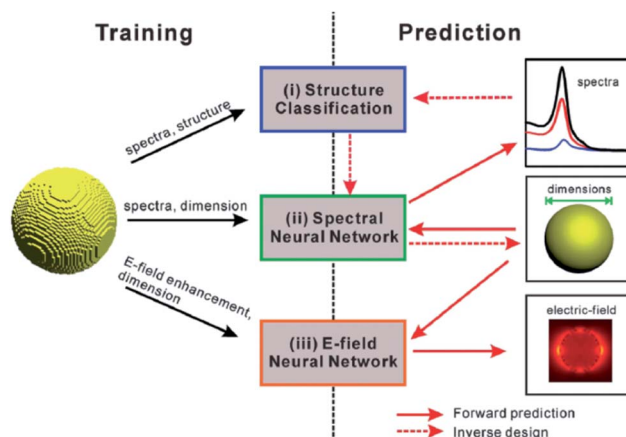 Training
Prediction
(i) Structure
Classification
spectra
spectra, structure
spectra, dimension
(ii) Spectral
Neural Network
dimensions
E-field enhancement,
dimension
(iii) E-field
Neural Network
electric-field
Forward prediction
Inverse design